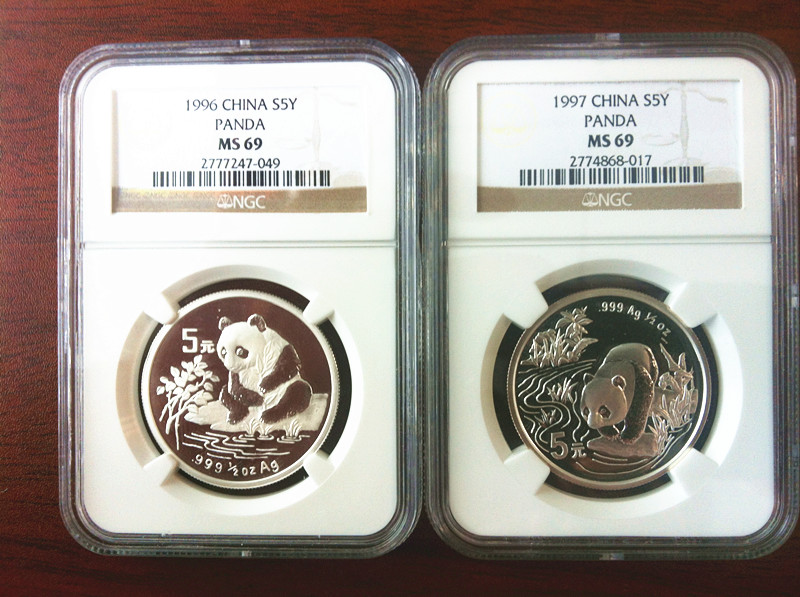 1996 CHINA S5Y
PANDA
MS 69
2777247-049
NGC
5元
.999 ½ oz Ag
1997 CHINA S5Y
PANDA
MS 69
2774868-017
NGC
.999 Ag ½ oz
5元